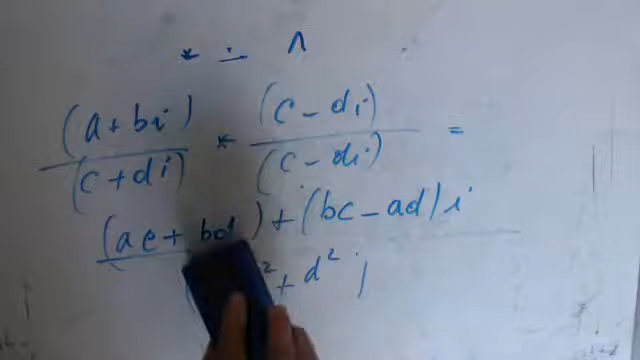 * ÷ ^
(a+bi) (c-di)
* =
(c+di) (c-di)
(ac+bd)+(bc-ad)i
²+d²